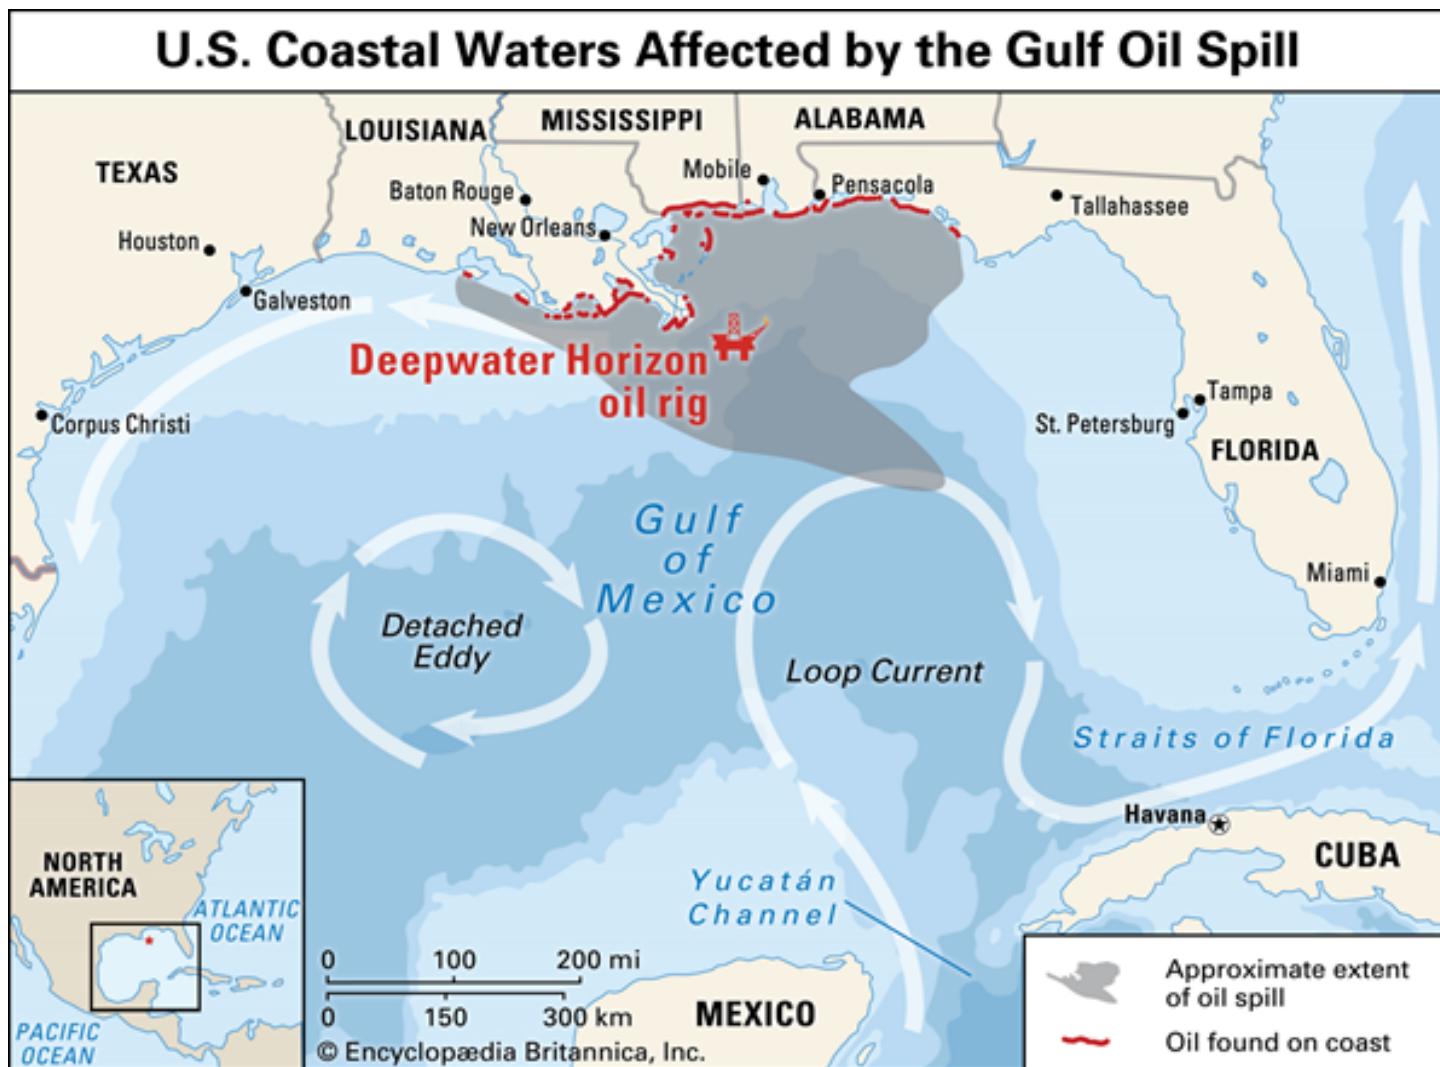 U.S. Coastal Waters Affected by the Gulf Oil Spill
TEXAS
LOUISIANA
MISSISSIPPI
ALABAMA
Baton Rouge
New Orleans
Mobile
Pensacola
Tallahassee
Houston
Galveston
Corpus Christi
Deepwater Horizon
oil rig
Tampa
St. Petersburg
FLORIDA
Miami
Gulf
of
Mexico
Detached
Eddy
Loop Current
Straits of Florida
Havana
CUBA
Yucatán
Channel
MEXICO
NORTH
AMERICA
ATLANTIC
OCEAN
PACIFIC
OCEAN
0 100 200 mi
0 150 300 km
© Encyclopædia Britannica, Inc.
Approximate extent
of oil spill
Oil found on coast